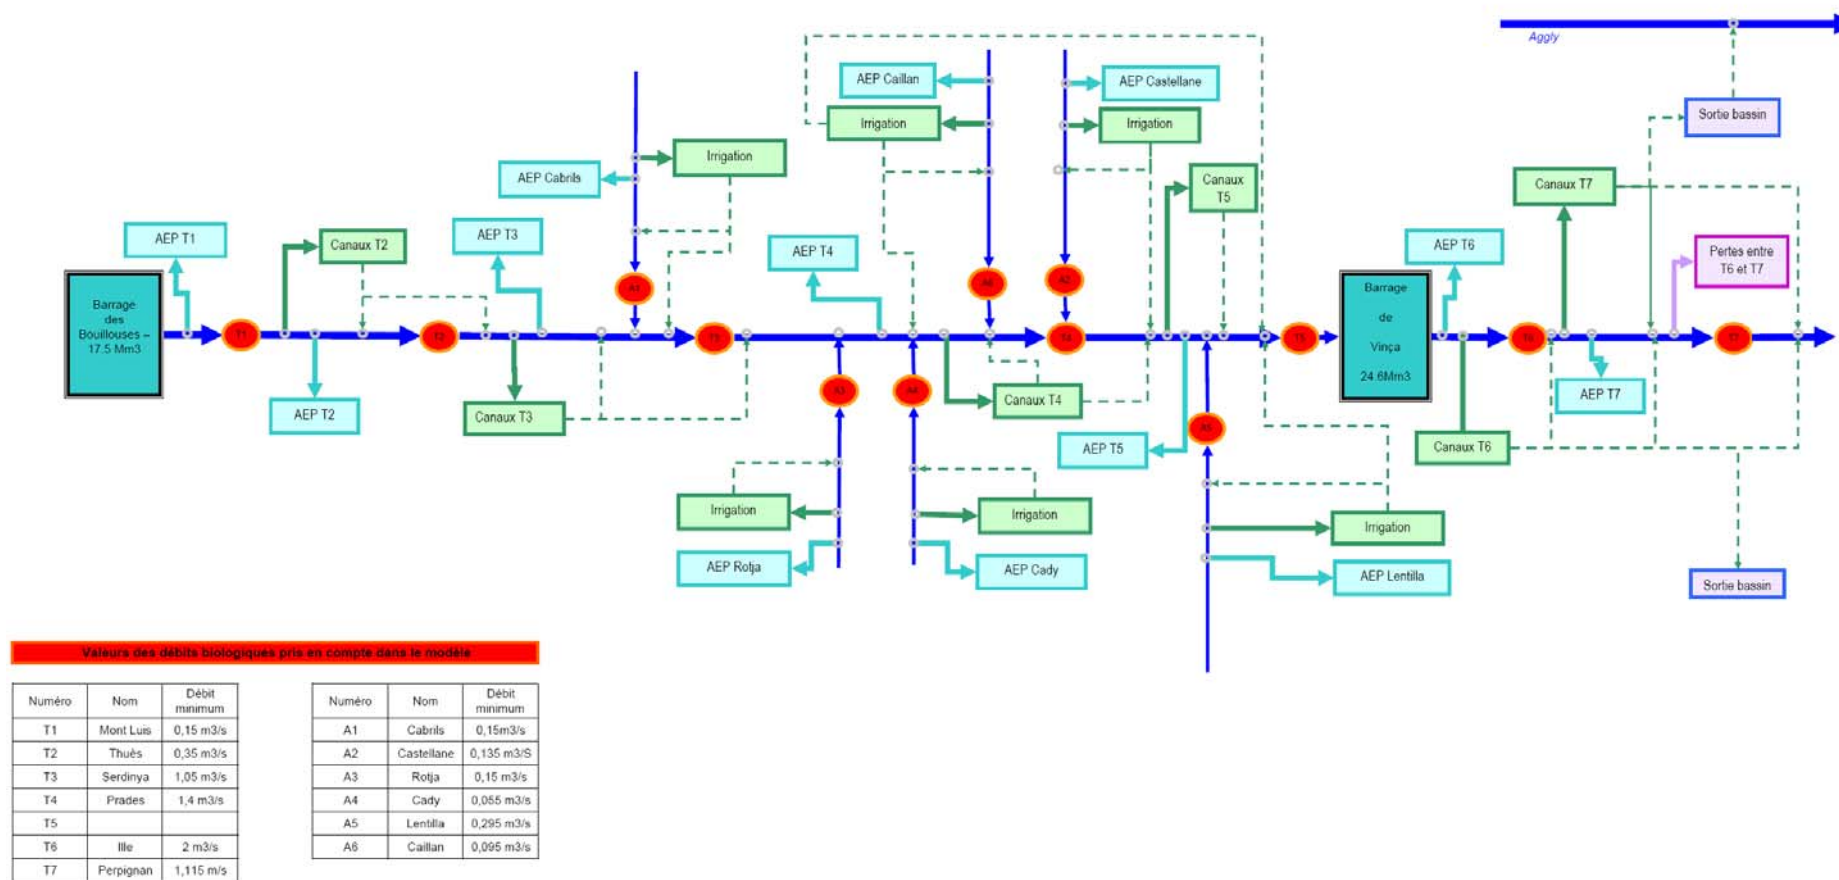 Aggly
AEP Caillan
AEP Castellane
Irrigation
Irrigation
Sortie bassin
Irrigation
AEP Cabrils
Canaux
T5
Canaux T7
AEP T1
Canaux T2
AEP T3
AEP T4
AEP T6
Pertes entre
T6 et T7
A1
A6
A2
Barrage
des
Bouillouses –
17.5 Mm3
Barrage
de
Vinça
24.6Mm3
T1
T2
T3
T4
T5
T6
T7
A3
A4
AEP T2
Canaux T3
Canaux T4
AEP T7
A5
AEP T5
Canaux T6
Irrigation
Irrigation
Irrigation
AEP Rotja
AEP Cady
AEP Lentilla
Sortie bassin
Valeurs des débits biologiques pris en compte dans le modèle
Numéro Nom Débit minimum
T1 Mont Luis 0,15 m3/s
T2 Thuès 0,35 m3/s
T3 Serdinya 1,05 m3/s
T4 Prades 1,4 m3/s
T5
T6 Ille 2 m3/s
T7 Perpignan 1,115 m/s
Numéro Nom Débit minimum
A1 Cabrils 0,15m3/s
A2 Castellane 0,135 m3/S
A3 Rotja 0,15 m3/s
A4 Cady 0,055 m3/s
A5 Lentilla 0,295 m3/s
A6 Caillan 0,095 m3/s